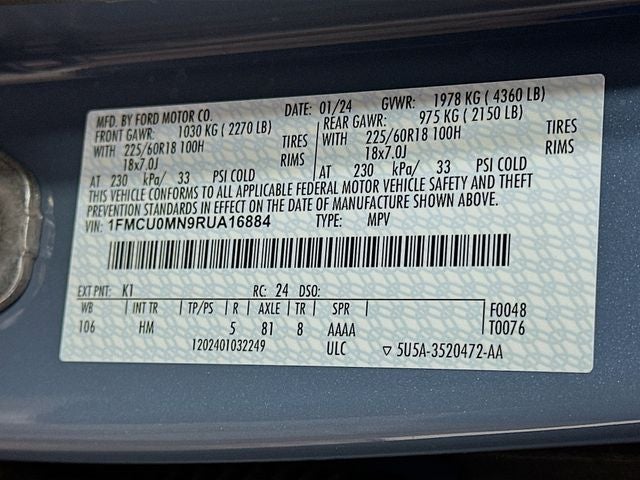 MFD. BY FORD MOTOR CO. DATE: 01/24 GVWR: 1978 KG ( 4360 LB)
FRONT GAWR: 1030 KG ( 2270 LB) REAR GAWR: 975 KG ( 2150 LB)
WITH 225/60R18 100H TIRES WITH 225/60R18 100H TIRES
18x7.0J RIMS 18x7.0J RIMS
AT 230 kPa/ 33 PSI COLD AT 230 kPa/ 33 PSI COLD
THIS VEHICLE CONFORMS TO ALL APPLICABLE FEDERAL MOTOR VEHICLE SAFETY AND THEFT
PREVENTION STANDARDS IN EFFECT ON THE DATE OF MANUFACTURE SHOWN ABOVE.
VIN: 1FMCU0MN9RUA16884 TYPE: MPV
EXT PNT: K1 RC: 24 DSO:
WB INT TR TP/PS R AXLE TR SPR F0048
106 HM 5 81 8 AAAA T0076
1202401032249 ULC ▽ 5U5A-3520472-AA